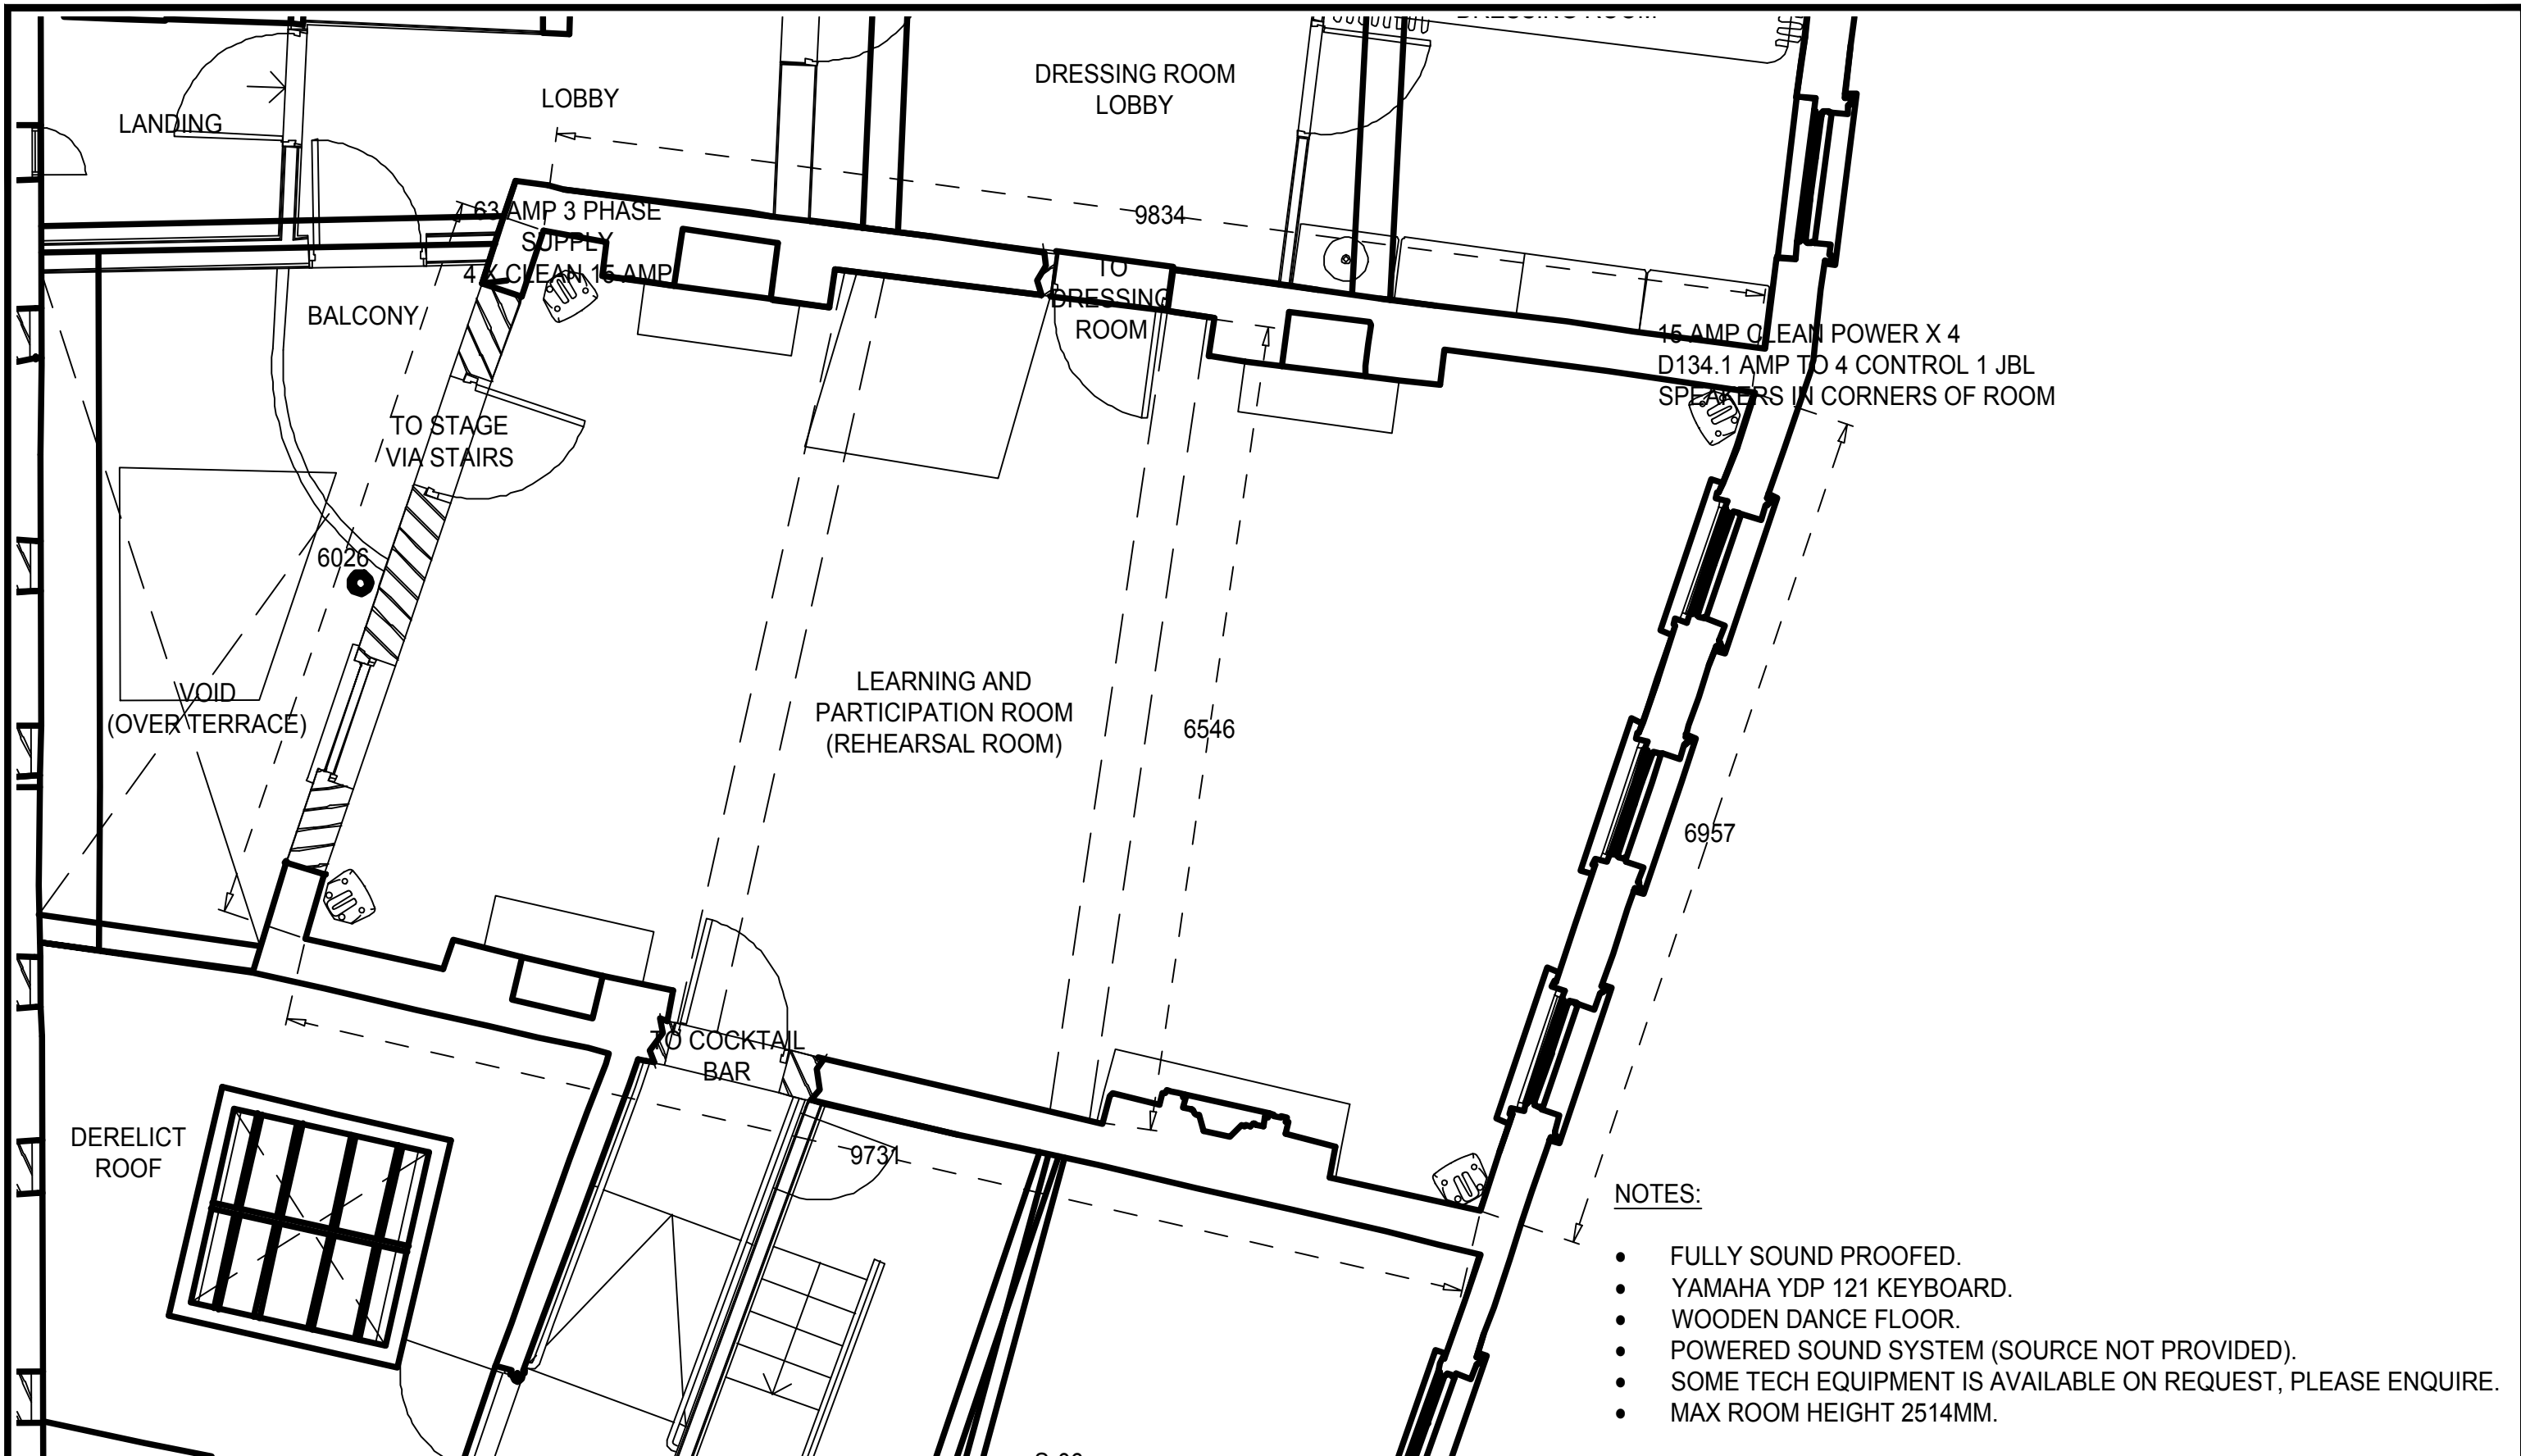 DRESSING ROOM
DRESSING ROOM
LOBBY
LOBBY
LANDING
9834
63 AMP 3 PHASE
SUPPLY
4 X CLEAN 15 AMP
TO
DRESSING
ROOM
BALCONY
15 AMP CLEAN POWER X 4
D134.1 AMP TO 4 CONTROL 1 JBL
SPEAKERS IN CORNERS OF ROOM
TO STAGE
VIA STAIRS
6026
VOID
(OVER TERRACE)
LEARNING AND
PARTICIPATION ROOM
(REHEARSAL ROOM)
6546
6957
TO COCKTAIL
BAR
DERELICT
ROOF
9731
NOTES:
• FULLY SOUND PROOFED.
• YAMAHA YDP 121 KEYBOARD.
• WOODEN DANCE FLOOR.
• POWERED SOUND SYSTEM (SOURCE NOT PROVIDED).
• SOME TECH EQUIPMENT IS AVAILABLE ON REQUEST, PLEASE ENQUIRE.
• MAX ROOM HEIGHT 2514MM.